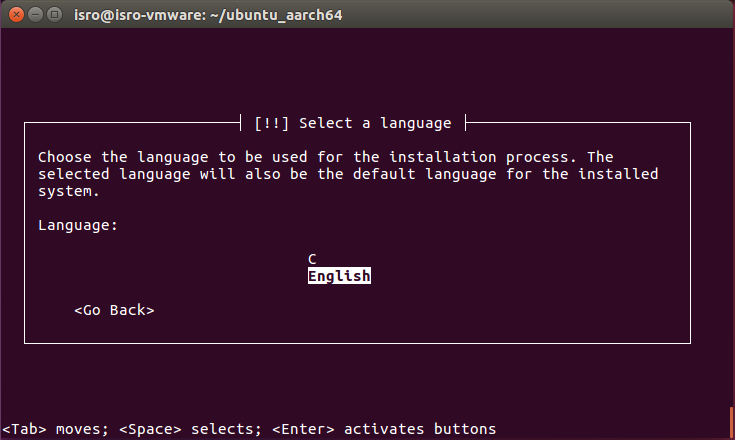 isro@isro-vmware: ~/ubuntu_aarch64
[!!] Select a language
Choose the language to be used for the installation process. The
selected language will also be the default language for the installed
system.
Language:
C
English
<Go Back>
<Tab> moves; <Space> selects; <Enter> activates buttons